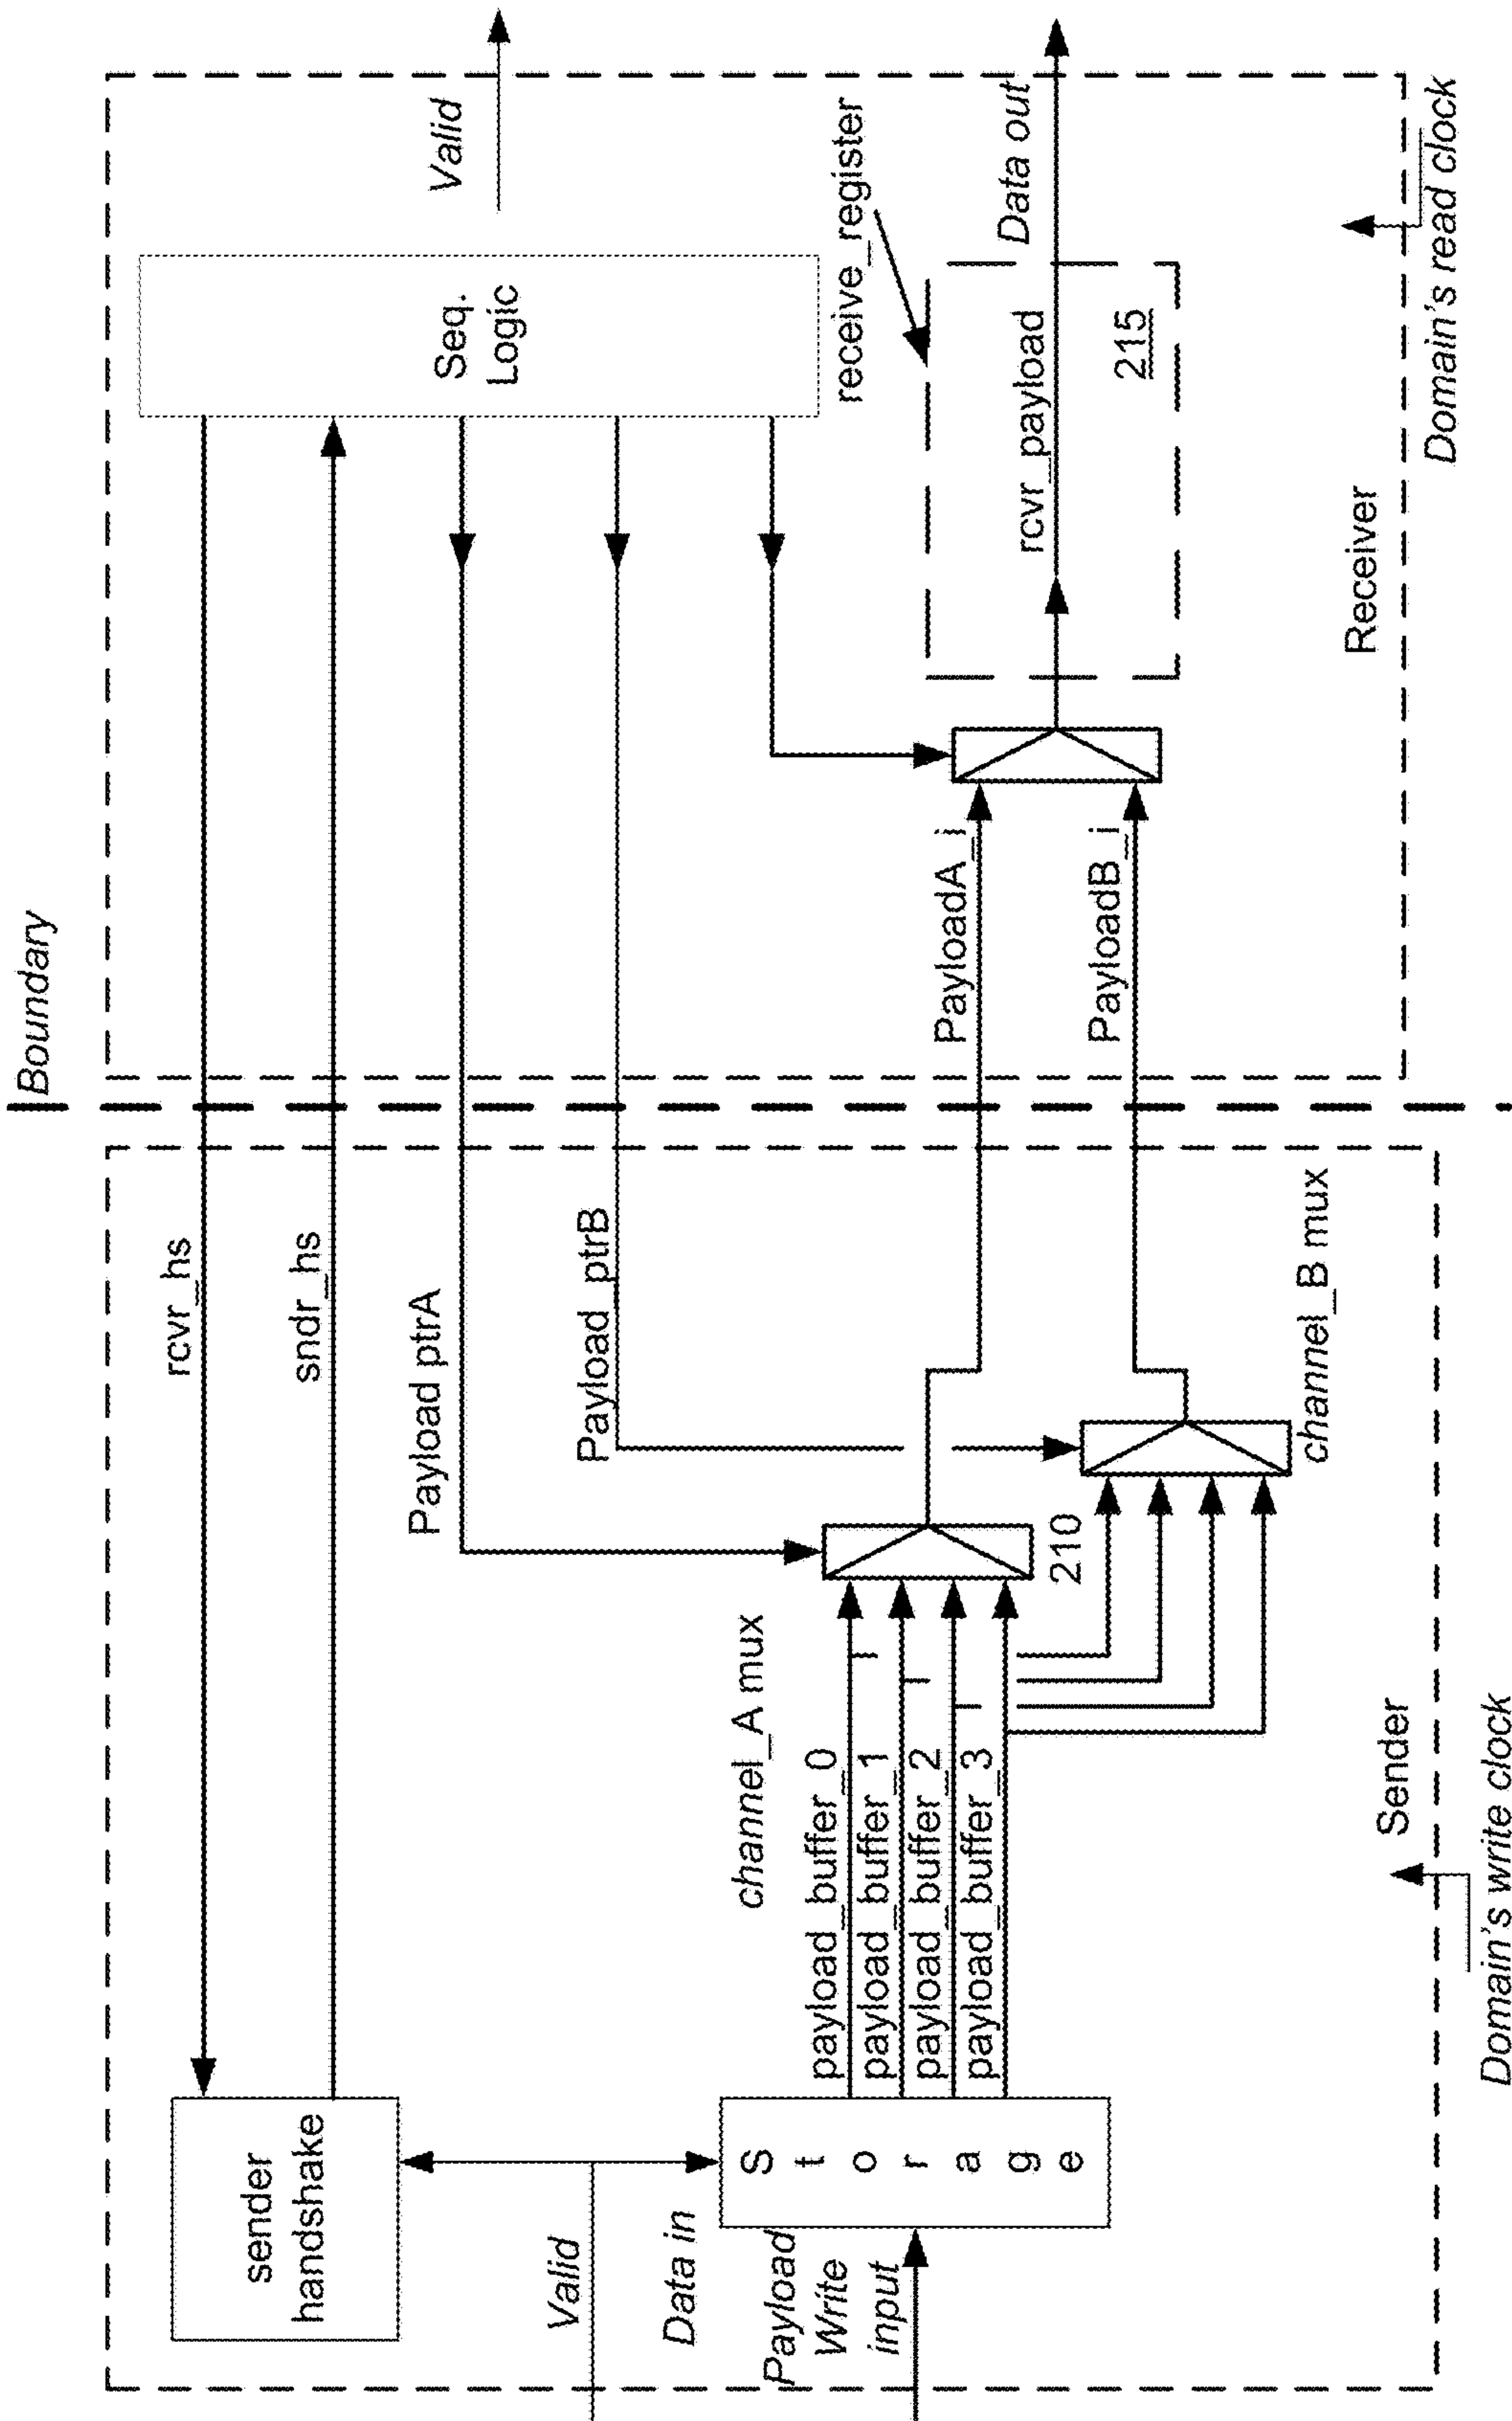 Boundary
rcvr_hs
sndr_hs
sender
handshake
Seq.
Logic
Valid
Valid
Payload ptrA
Payload_ptrB
Data in
Payload
Write
input
Storage
channel_A mux
payload_buffer_0
payload_buffer_1
payload_buffer_2
payload_buffer_3
210
channel_B mux
PayloadA_i
PayloadB_i
receive_register
rcvr_payload
215
Data out
Sender
Receiver
Domain's write clock
Domain's read clock